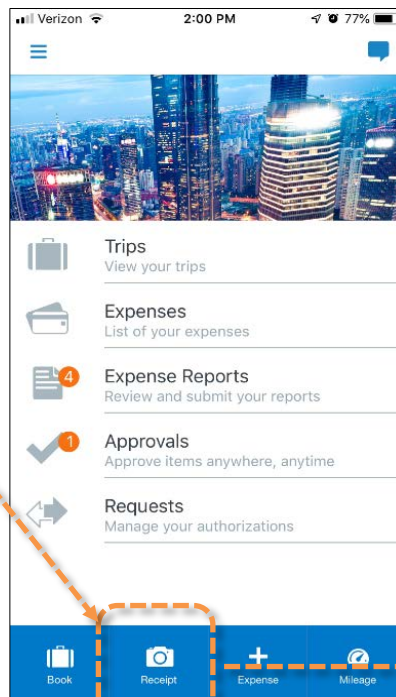 Verizon 2:00 PM 77%
Trips
View your trips
Expenses
List of your expenses
4
Expense Reports
Review and submit your reports
1
Approvals
Approve items anywhere, anytime
Requests
Manage your authorizations
Book Receipt Expense Mileage